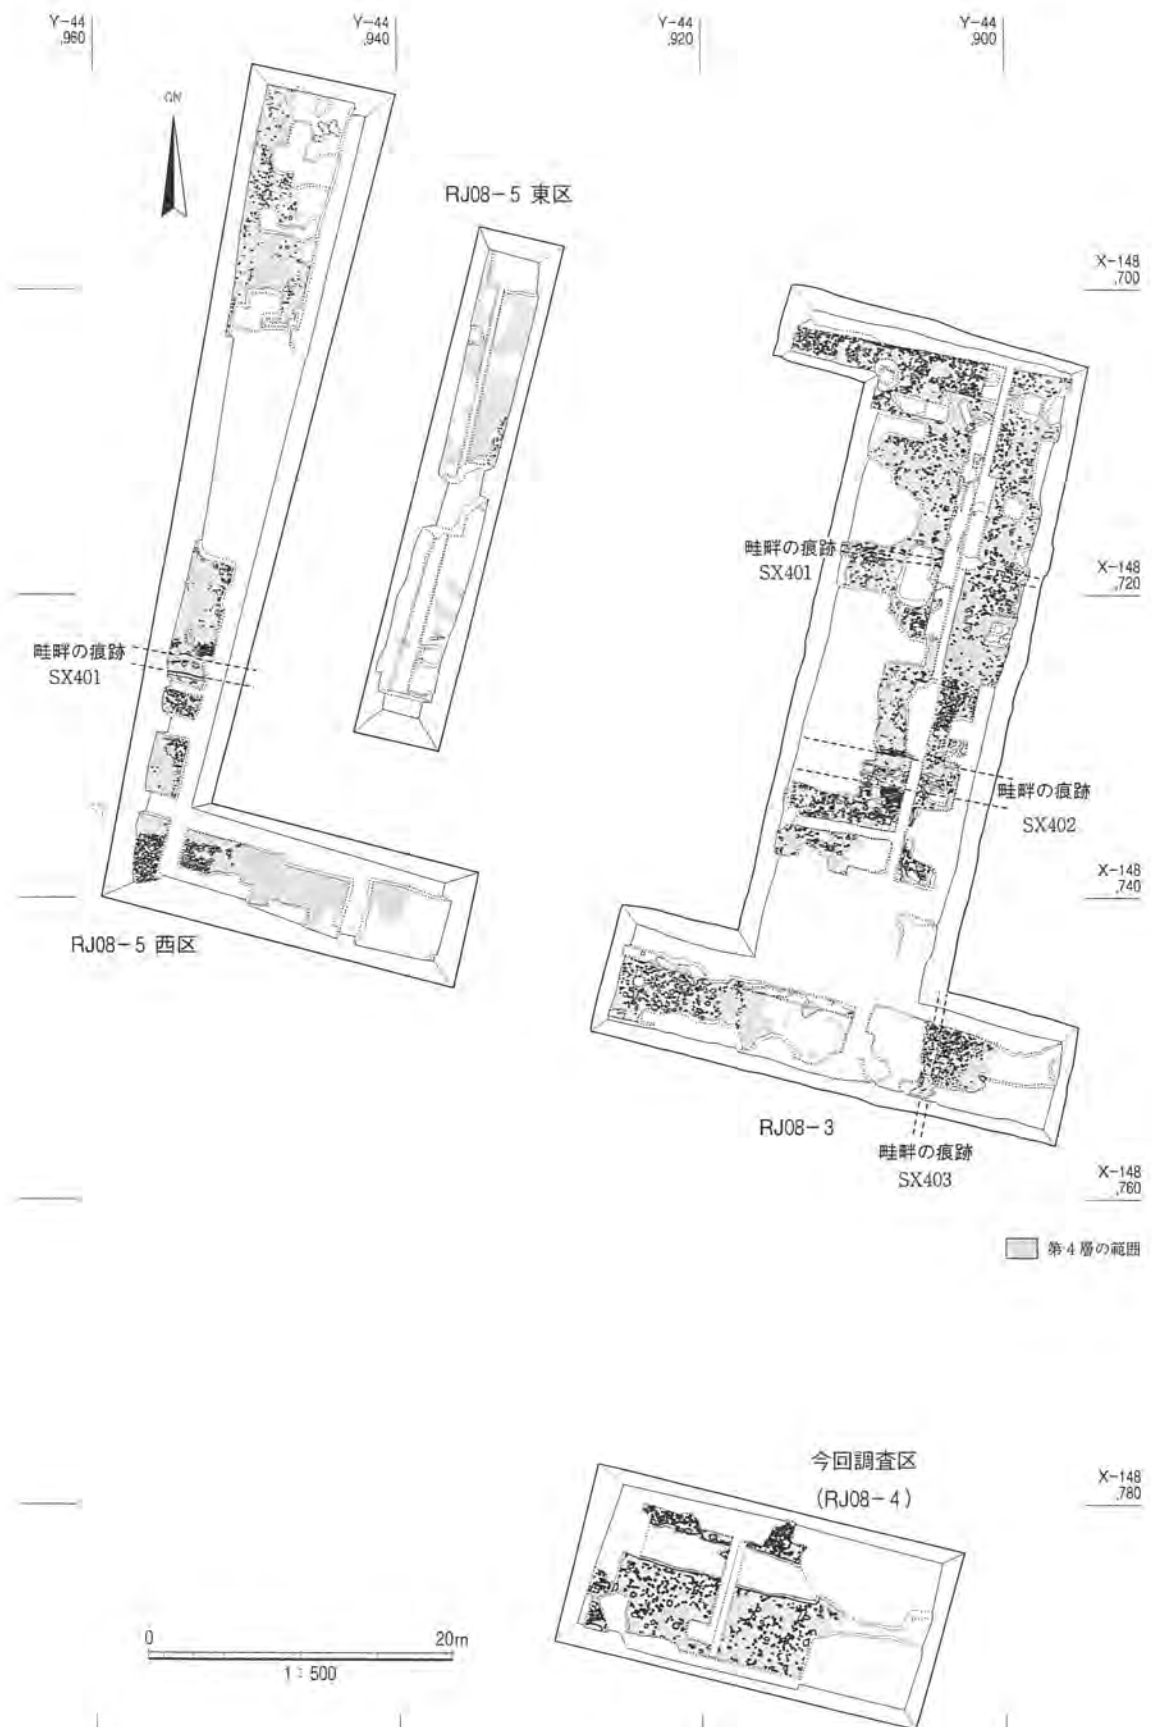 Y-44
,960
Y-44
,940
Y-44
,920
Y-44
,900
GN
RJ08-5 東区
X-148
,700
畦畔の痕跡
SX401
X-148
,720
畦畔の痕跡
SX401
畦畔の痕跡
SX402
X-148
,740
RJ08-5 西区
RJ08-3
畦畔の痕跡
SX403
X-148
,760
第4層の範囲
今回調査区
(RJ08-4)
X-148
,780
0
20m
1:500